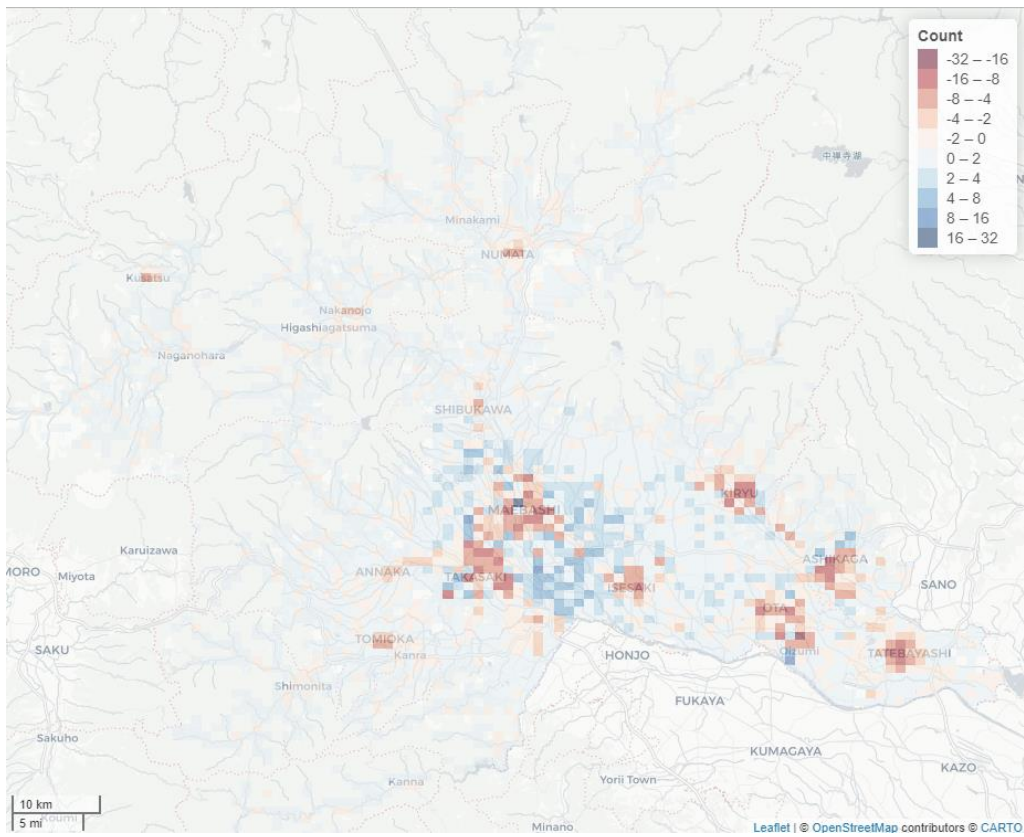 Count
-32 – -16
-16 – -8
-8 – -4
-4 – -2
-2 – 0
0 – 2
2 – 4
4 – 8
8 – 16
16 – 32
中禅寺湖
Minakami
NUMATA
Kusatsu
Nakanojo
Higashiagatsuma
Naganohara
SHIBUKAWA
KIRYU
MAEBASHI
Karuizawa
MORO
Miyota
ANNAKA
TAKASAKI
ISESAKI
ASHIKAGA
SANO
OTA
TOMIOKA
Kanra
SAKU
HONJO
Oizumi
TATEBAYASHI
Shimonita
FUKAYA
Sakuho
KUMAGAYA
KAZO
Kanna
Yorii Town
10 km
5 mi
Koumi
Minano
Leaflet | © OpenStreetMap contributors © CARTO